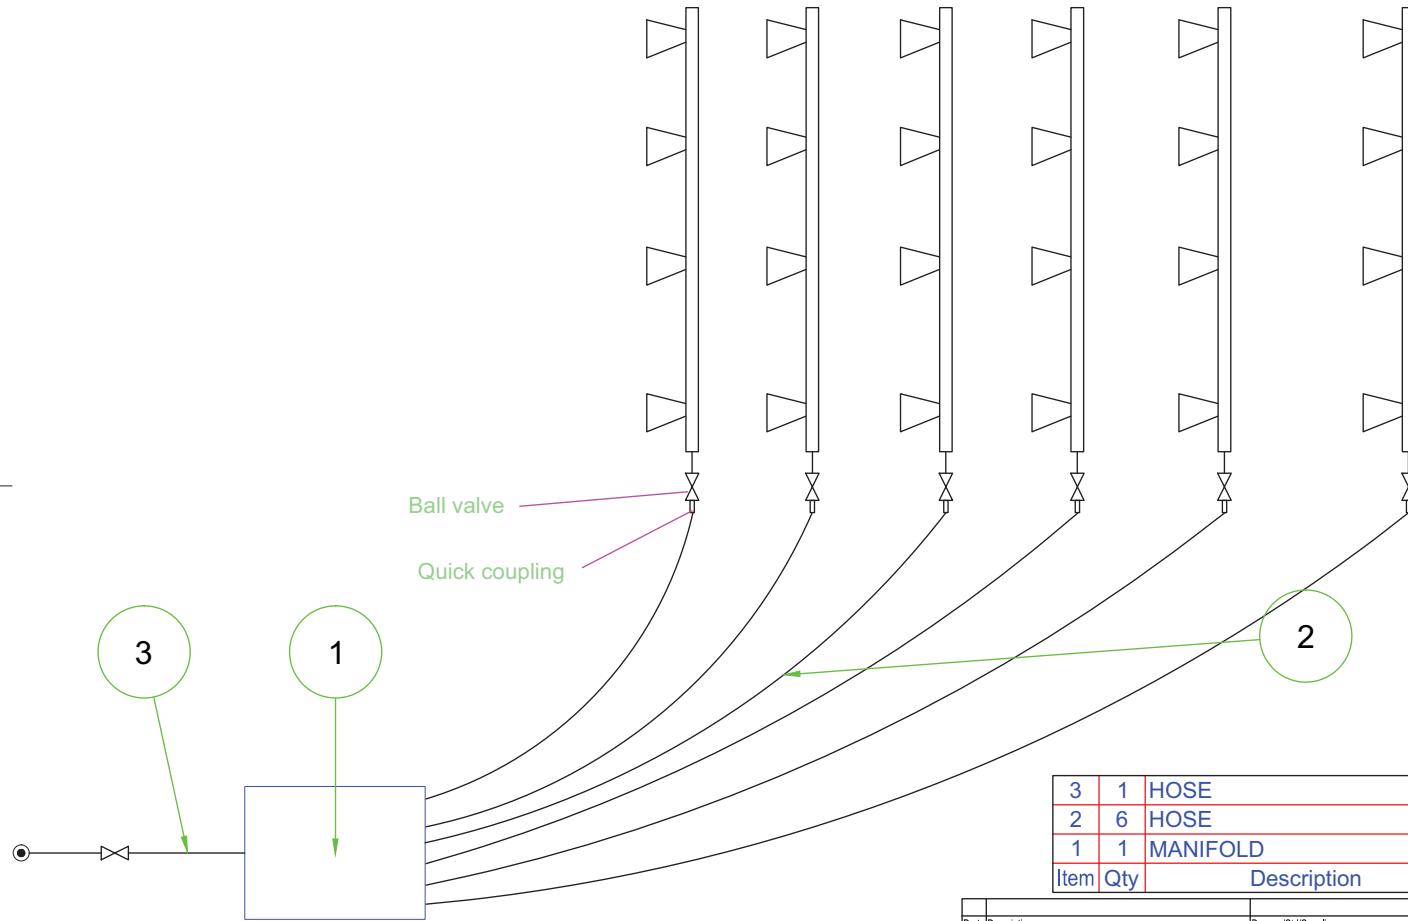 Ball valve
Quick coupling
3
1
2
3 1 HOSE
2 6 HOSE
1 1 MANIFOLD
Item Qty Description